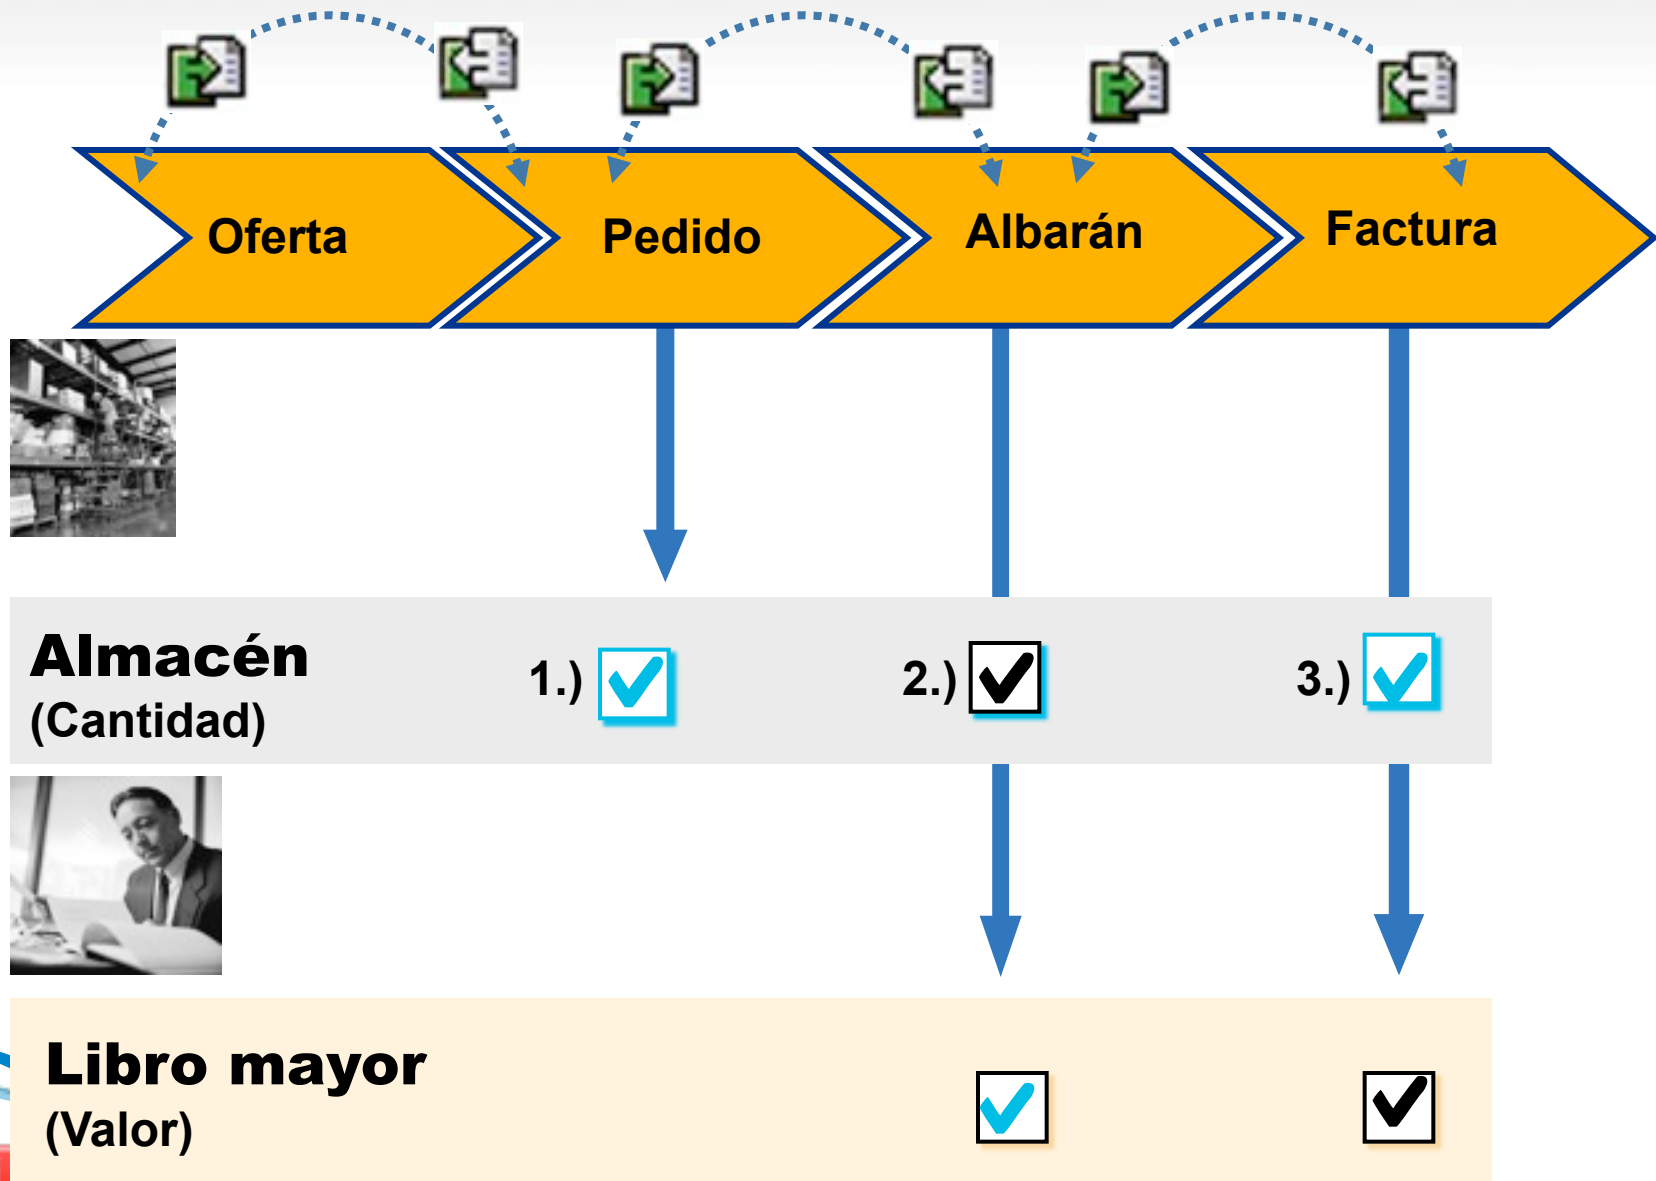 Oferta
Pedido
Albarán
Factura
Almacén
(Cantidad)
1.)
2.)
3.)
Libro mayor
(Valor)